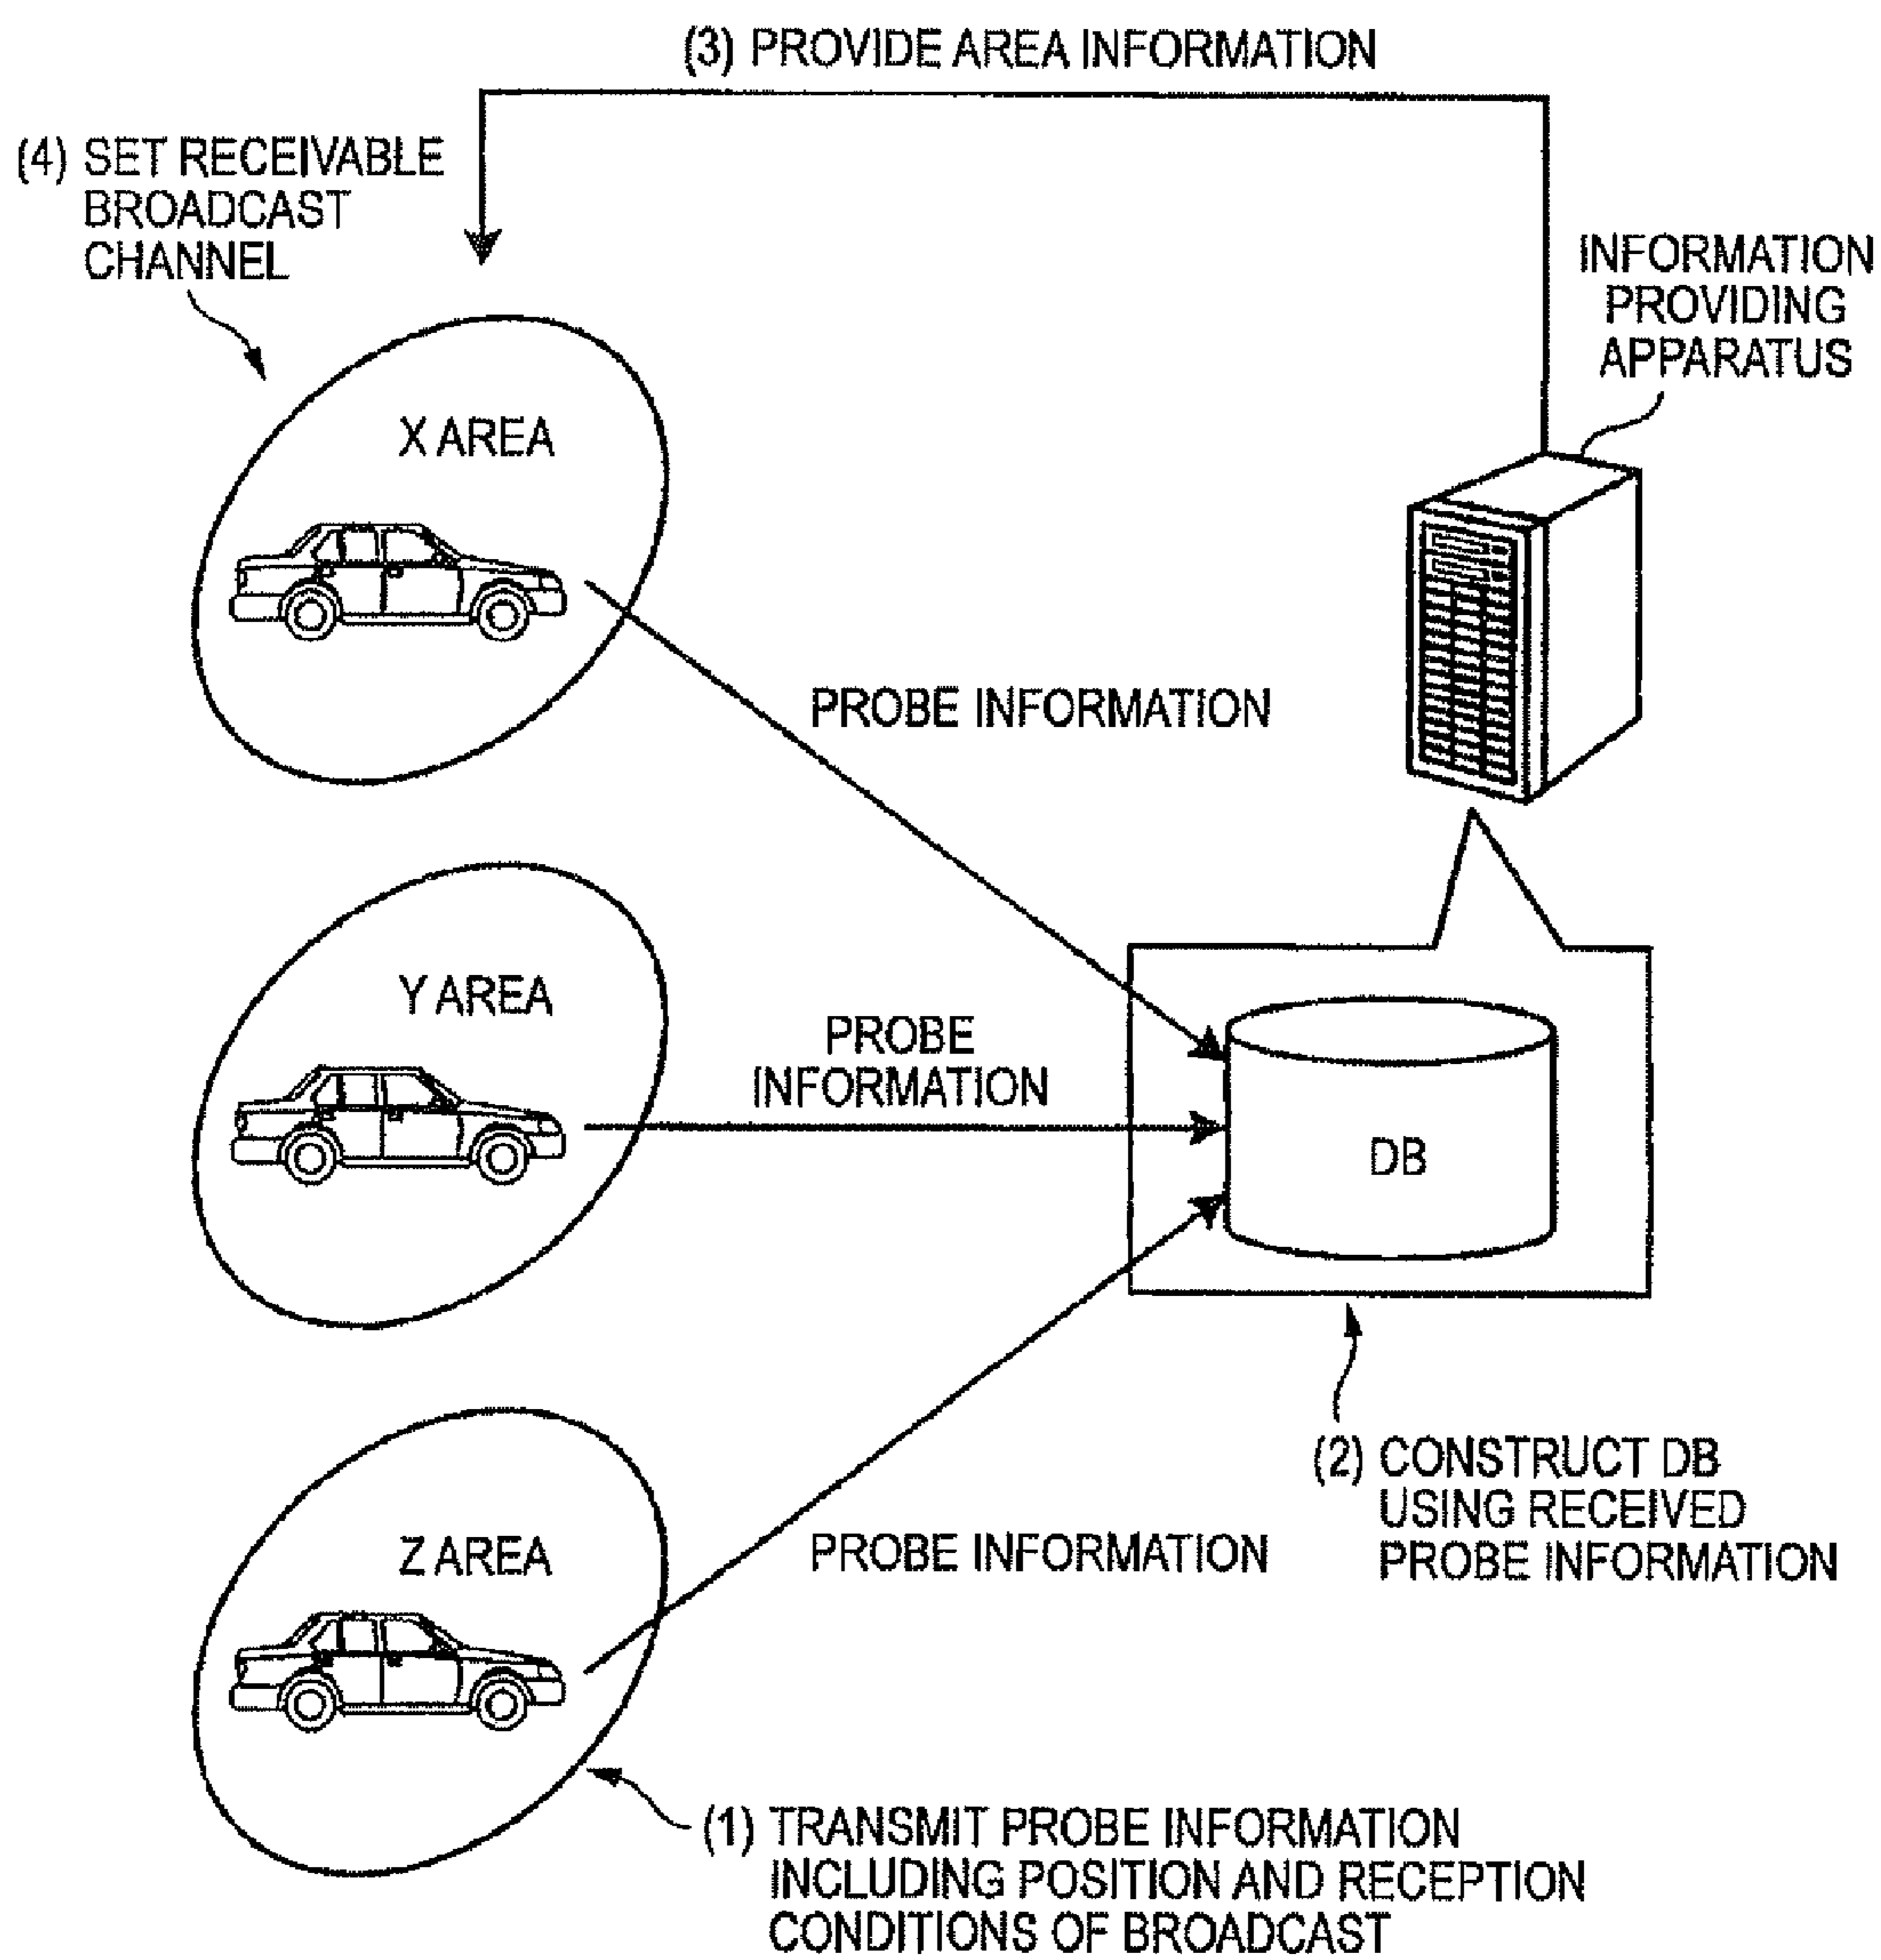 (3) PROVIDE AREA INFORMATION
(4) SET RECEIVABLE
BROADCAST
CHANNEL
INFORMATION
PROVIDING
APPARATUS
X AREA
PROBE INFORMATION
Y AREA
PROBE
INFORMATION
DB
(2) CONSTRUCT DB
USING RECEIVED
PROBE INFORMATION
Z AREA
PROBE INFORMATION
(1) TRANSMIT PROBE INFORMATION
INCLUDING POSITION AND RECEPTION
CONDITIONS OF BROADCAST